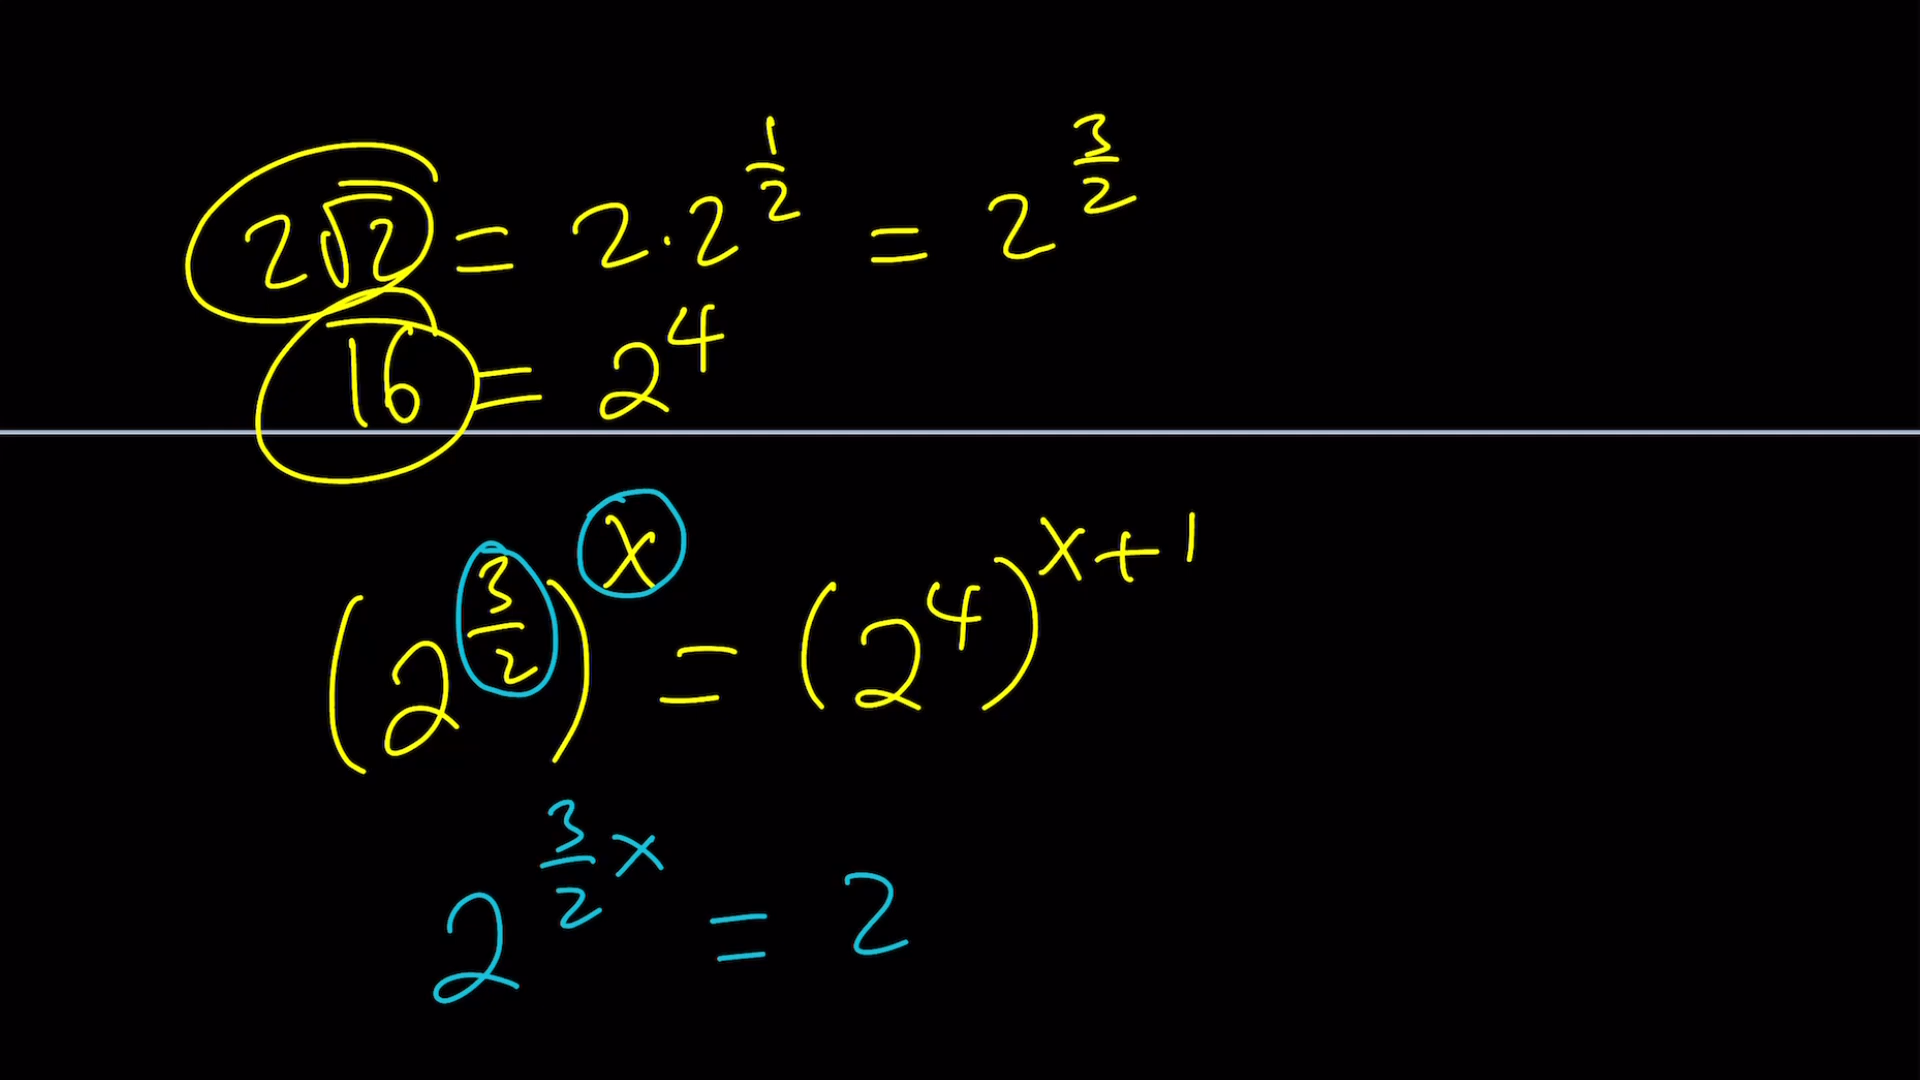 2√2 = 2·2^(1/2) = 2^(3/2)
16 = 2^4
(2^(3/2))^x = (2^4)^(x+1)
2^((3/2)x) = 2